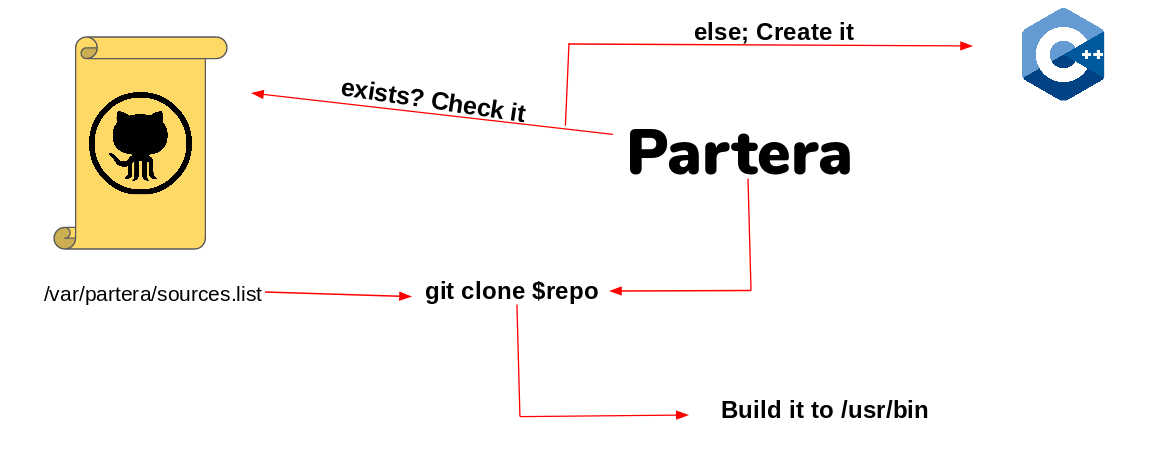 else; Create it
exists? Check it
C++
Partera
/var/partera/sources.list
git clone $repo
Build it to /usr/bin